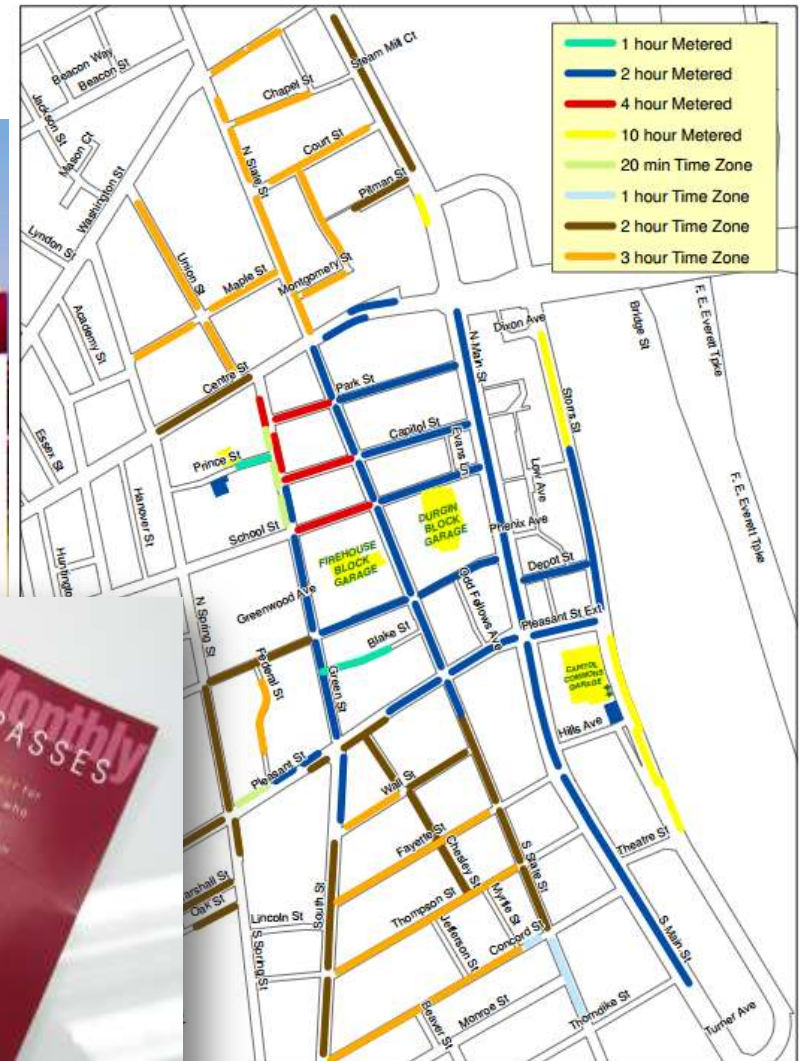 1 hour Metered
2 hour Metered
4 hour Metered
10 hour Metered
20 min Time Zone
1 hour Time Zone
2 hour Time Zone
3 hour Time Zone
Steam Mill Ct
Beacon Way
Beacon St
Chapel St
Jackson St
Mason Ct
Court St
N State St
Washington St
Pitman St
Lyndon St
Union St
Maple St
Montgomery St
Academy St
Bridge St
F. E. Everett Tpke
Dixon Ave
N Main St
Centre St
Park St
Storrs St
Capitol St
Essex St
Prince St
Evans Ln
Low Ave
F. E. Everett Tpke
Hanover St
School St
DURGIN
BLOCK
GARAGE
Phenix Ave
FIREHOUSE
BLOCK
GARAGE
Depot St
Greenwood Ave
Odd Fellows Ave
N Spring St
Pleasant St Ext
Blake St
Federal St
Green St
CAPITOL
COMMONS
GARAGE
Hills Ave
Pleasant St
Wall St
Theatre St
Fayette St
Chesley St
S State St
Oak St
Lincoln St
South St
Thompson St
Myrtle St
Jefferson St
Concord St
S Main St
S Spring St
Beaver St
Monroe St
Thorndike St
Turner Ave
Monthly
PASSES